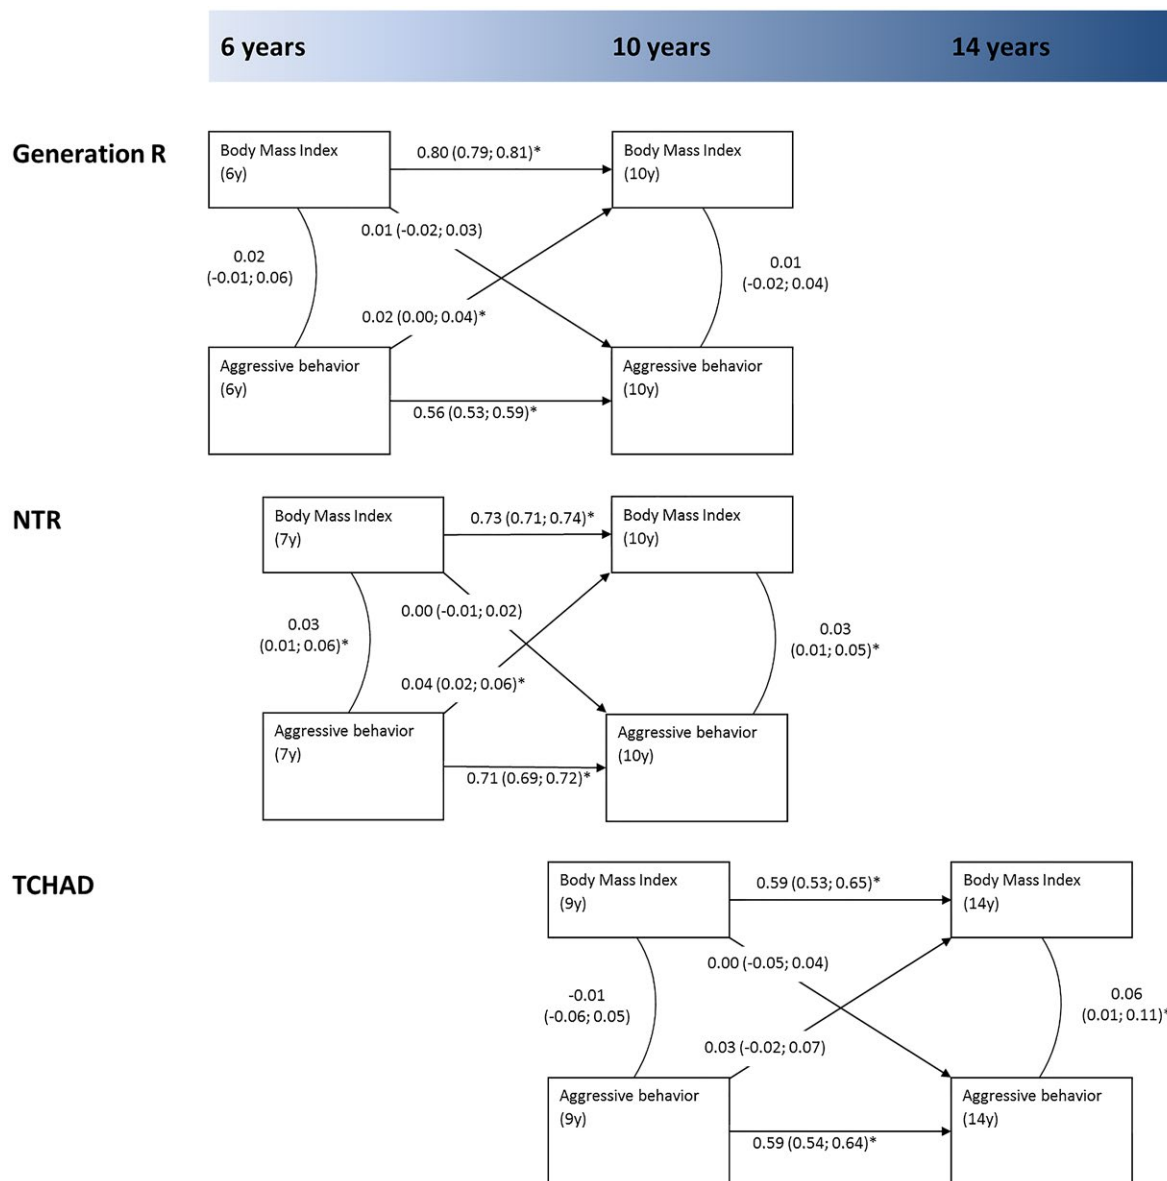 6 years
10 years
14 years
Generation R
Body Mass Index
(6y)
0.80 (0.79; 0.81)*
Body Mass Index
(10y)
0.01 (-0.02; 0.03)
0.02
(-0.01; 0.06)
0.01
(-0.02; 0.04)
0.02 (0.00; 0.04)*
Aggressive behavior
(6y)
0.56 (0.53; 0.59)*
Aggressive behavior
(10y)
NTR
Body Mass Index
(7y)
0.73 (0.71; 0.74)*
Body Mass Index
(10y)
0.00 (-0.01; 0.02)
0.03
(0.01; 0.06)*
0.03
(0.01; 0.05)*
0.04 (0.02; 0.06)*
Aggressive behavior
(7y)
0.71 (0.69; 0.72)*
Aggressive behavior
(10y)
TCHAD
Body Mass Index
(9y)
0.59 (0.53; 0.65)*
Body Mass Index
(14y)
0.00 (-0.05; 0.04)
-0.01
(-0.06; 0.05)
0.06
(0.01; 0.11)*
0.03 (-0.02; 0.07)
Aggressive behavior
(9y)
0.59 (0.54; 0.64)*
Aggressive behavior
(14y)